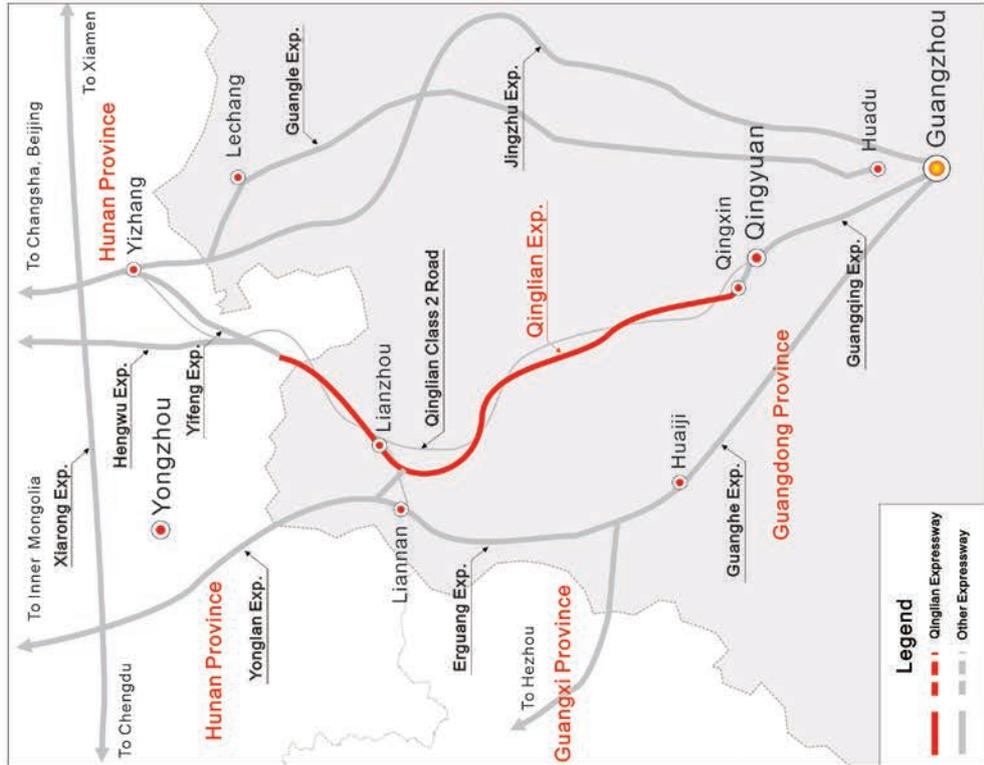 To Inner Mongolia
To Changsha, Beijing
To Chengdu
To Xiamen
Xiarong Exp.
Hunan Province
Yizhang
Hengwu Exp.
Yongzhou
Yifeng Exp.
Lechang
Guangle Exp.
Hunan Province
Yonglan Exp.
Lianzhou
Liannan
Qinglian Class 2 Road
Jingzhu Exp.
Qinglian Exp.
Erguang Exp.
To Hezhou
Guangxi Province
Huaiji
Guanghe Exp.
Guangdong Province
Qingxin
Qingyuan
Guangqing Exp.
Huadu
Guangzhou
Legend
Qinglian Expressway
Other Expressway